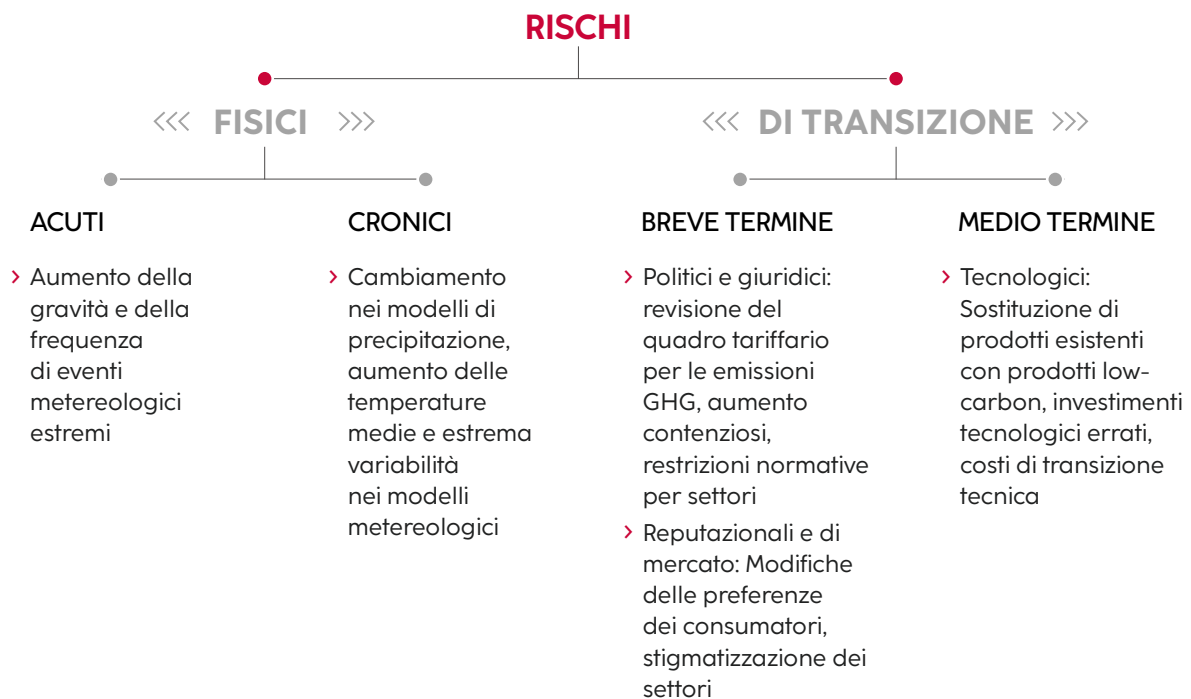 RISCHI
<<< FISICI >>>
<<< DI TRANSIZIONE >>>
ACUTI
> Aumento della
gravità e della
frequenza
di eventi
metereologici
estremi
CRONICI
> Cambiamento
nei modelli di
precipitazione,
aumento delle
temperature
medie e estrema
variabilità
nei modelli
metereologici
BREVE TERMINE
> Politici e giuridici:
revisione del
quadro tariffario
per le emissioni
GHG, aumento
contenziosi,
restrizioni normative
per settori
> Reputazionali e di
mercato: Modifiche
delle preferenze
dei consumatori,
stigmatizzazione dei
settori
MEDIO TERMINE
> Tecnologici:
Sostituzione di
prodotti esistenti
con prodotti low-
carbon, investimenti
tecnologici errati,
costi di transizione
tecnica